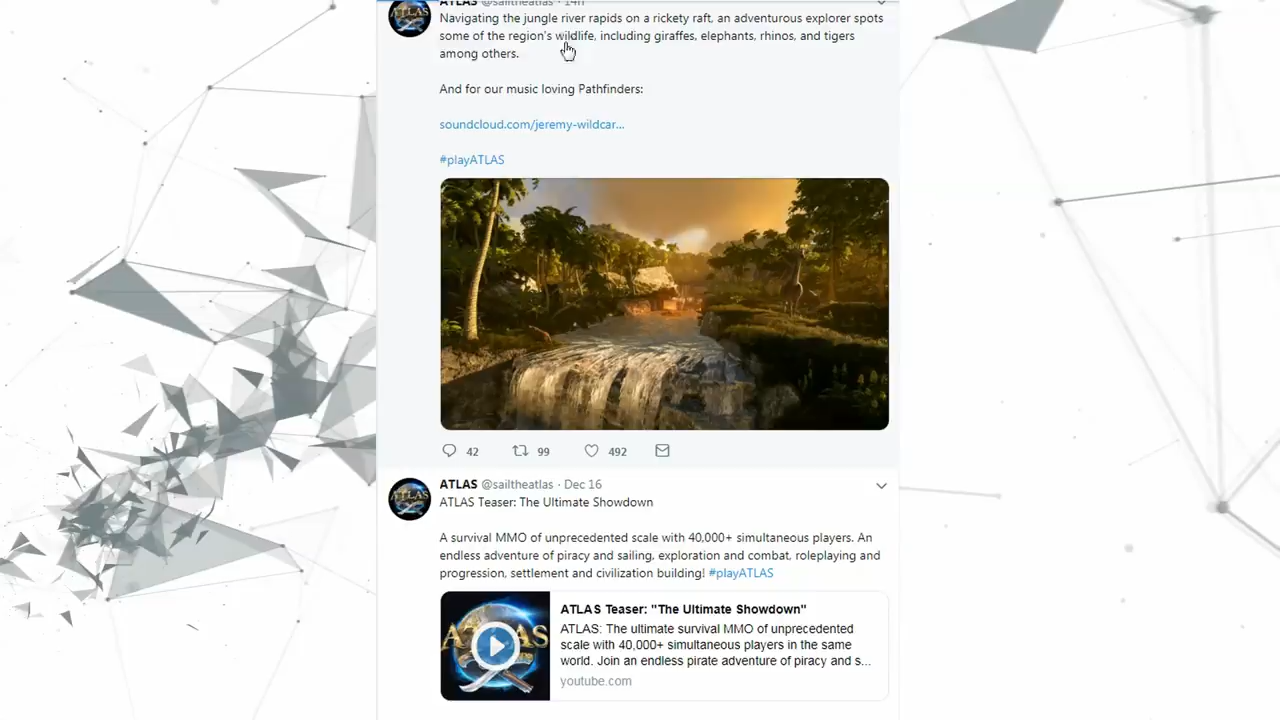 ATLAS @sailtheatlas · 14h
Navigating the jungle river rapids on a rickety raft, an adventurous explorer spots
some of the region's wildlife, including giraffes, elephants, rhinos, and tigers
among others.
And for our music loving Pathfinders:
soundcloud.com/jeremy-wildcar...
#playATLAS
42 99 492
ATLAS @sailtheatlas · Dec 16
ATLAS Teaser: The Ultimate Showdown
A survival MMO of unprecedented scale with 40,000+ simultaneous players. An
endless adventure of piracy and sailing, exploration and combat, roleplaying and
progression, settlement and civilization building! #playATLAS
ATLAS
ATLAS Teaser: "The Ultimate Showdown"
ATLAS: The ultimate survival MMO of unprecedented
scale with 40,000+ simultaneous players in the same
world. Join an endless pirate adventure of piracy and s...
youtube.com